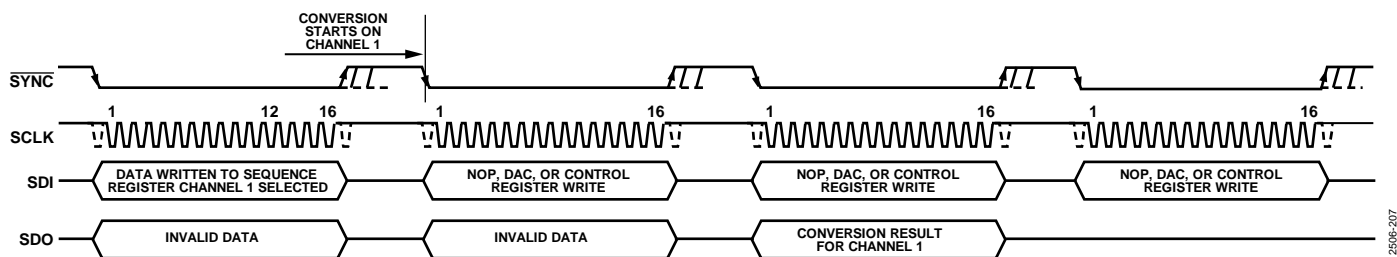 CONVERSION
STARTS ON
CHANNEL 1
SYNC
1 12 16 1 16 1 16 1 16
SCLK
SDI
DATA WRITTEN TO SEQUENCE
REGISTER CHANNEL 1 SELECTED
NOP, DAC, OR CONTROL
REGISTER WRITE
NOP, DAC, OR CONTROL
REGISTER WRITE
NOP, DAC, OR CONTROL
REGISTER WRITE
SDO
INVALID DATA
INVALID DATA
CONVERSION RESULT
FOR CHANNEL 1
2506-207